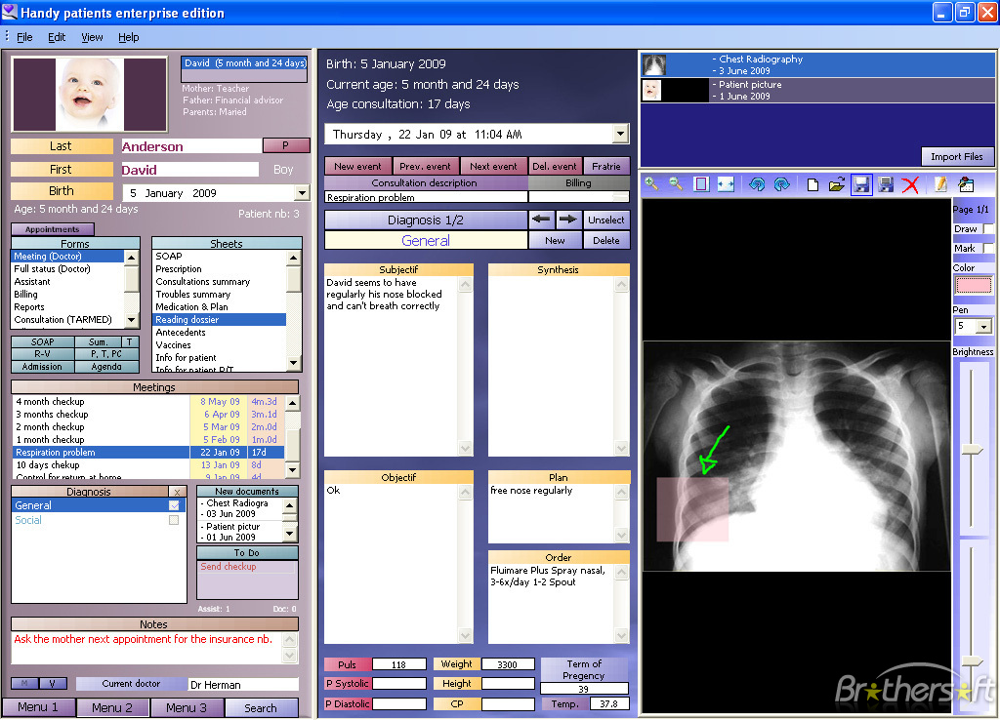 Handy patients enterprise edition
File Edit View Help
David (5 month and 24 days)
Mother: Teacher
Father: Financial advisor
Parents: Maried
Last Anderson P
First David Boy
Birth 5 January 2009
Age: 5 month and 24 days
Patient nb: 3
Appointments
Forms
Meeting (Doctor)
Full status (Doctor)
Assistant
Billing
Reports
Consultation (TARMED)
Sheets
SOAP
Prescription
Consultations summary
Troubles summary
Medication & Plan
Reading dossier
Antecedents
Vaccines
Info for patient
Info for patient P/T
SOAP Sum. T
R-V P, T, PC
Admission Agenda
Meetings
4 month checkup 8 May 09 4m.3d
3 months checkup 6 Apr 09 3m.1d
2 month checkup 5 Mar 09 2m.0d
1 month checkup 5 Feb 09 1m.0d
Respiration problem 22 Jan 09 17d
10 days chekup 13 Jan 09 8d
Control for return at home 9 Jan 09 4d
Diagnosis X
General
Social
New documents
- Chest Radiogra
- 03 Jun 2009
- Patient pictur
- 01 Jun 2009
To Do
Send checkup
Assist: 1 Doc: 0
Notes
Ask the mother next appointment for the insurance nb.
M V Current doctor Dr Herman
Menu 1 Menu 2 Menu 3 Search
Birth: 5 January 2009
Current age: 5 month and 24 days
Age consultation: 17 days
Thursday , 22 Jan 09 at 11:04 AM
New event Prev. event Next event Del. event Fratrie
Consultation description Billing
Respiration problem
Diagnosis 1/2 Unselect
General New Delete
Subjectif
David seems to have
regularly his nose blocked
and can't breath correctly
Synthesis
Objectif
Ok
Plan
free nose regularly
Order
Fluimare Plus Spray nasal,
3-6x/day 1-2 Spout
Puls 118 Weight 3300 Term of
Pregency
P Systolic Height 39
P Diastolic CP Temp. 37.8
- Chest Radiography
- 3 June 2009
- Patient picture
- 1 June 2009
Import Files
Page 1/1
Draw
Mark
Color
Pen
5
Brightness
Brothersoft